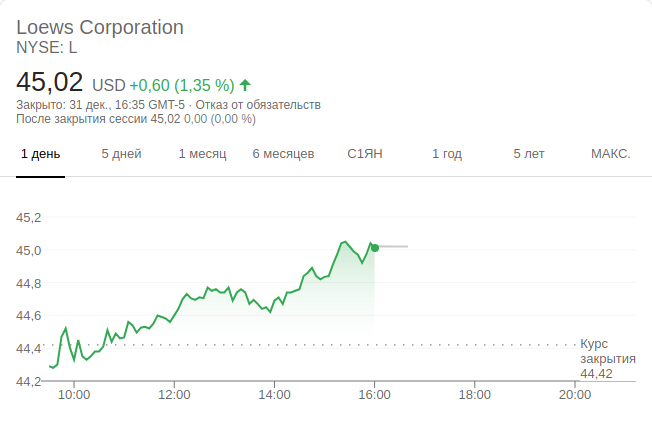 Loews Corporation
NYSE: L
45,02 USD +0,60 (1,35 %)
Закрыто: 31 дек., 16:35 GMT-5 · Отказ от обязательств
После закрытия сессии 45,02 0,00 (0,00 %)
1 день 5 дней 1 месяц 6 месяцев С1ЯН 1 год 5 лет МАКС.
45,2
45,0
44,8
44,6
44,4
44,2
Курс
закрытия
44,42
10:00 12:00 14:00 16:00 18:00 20:00